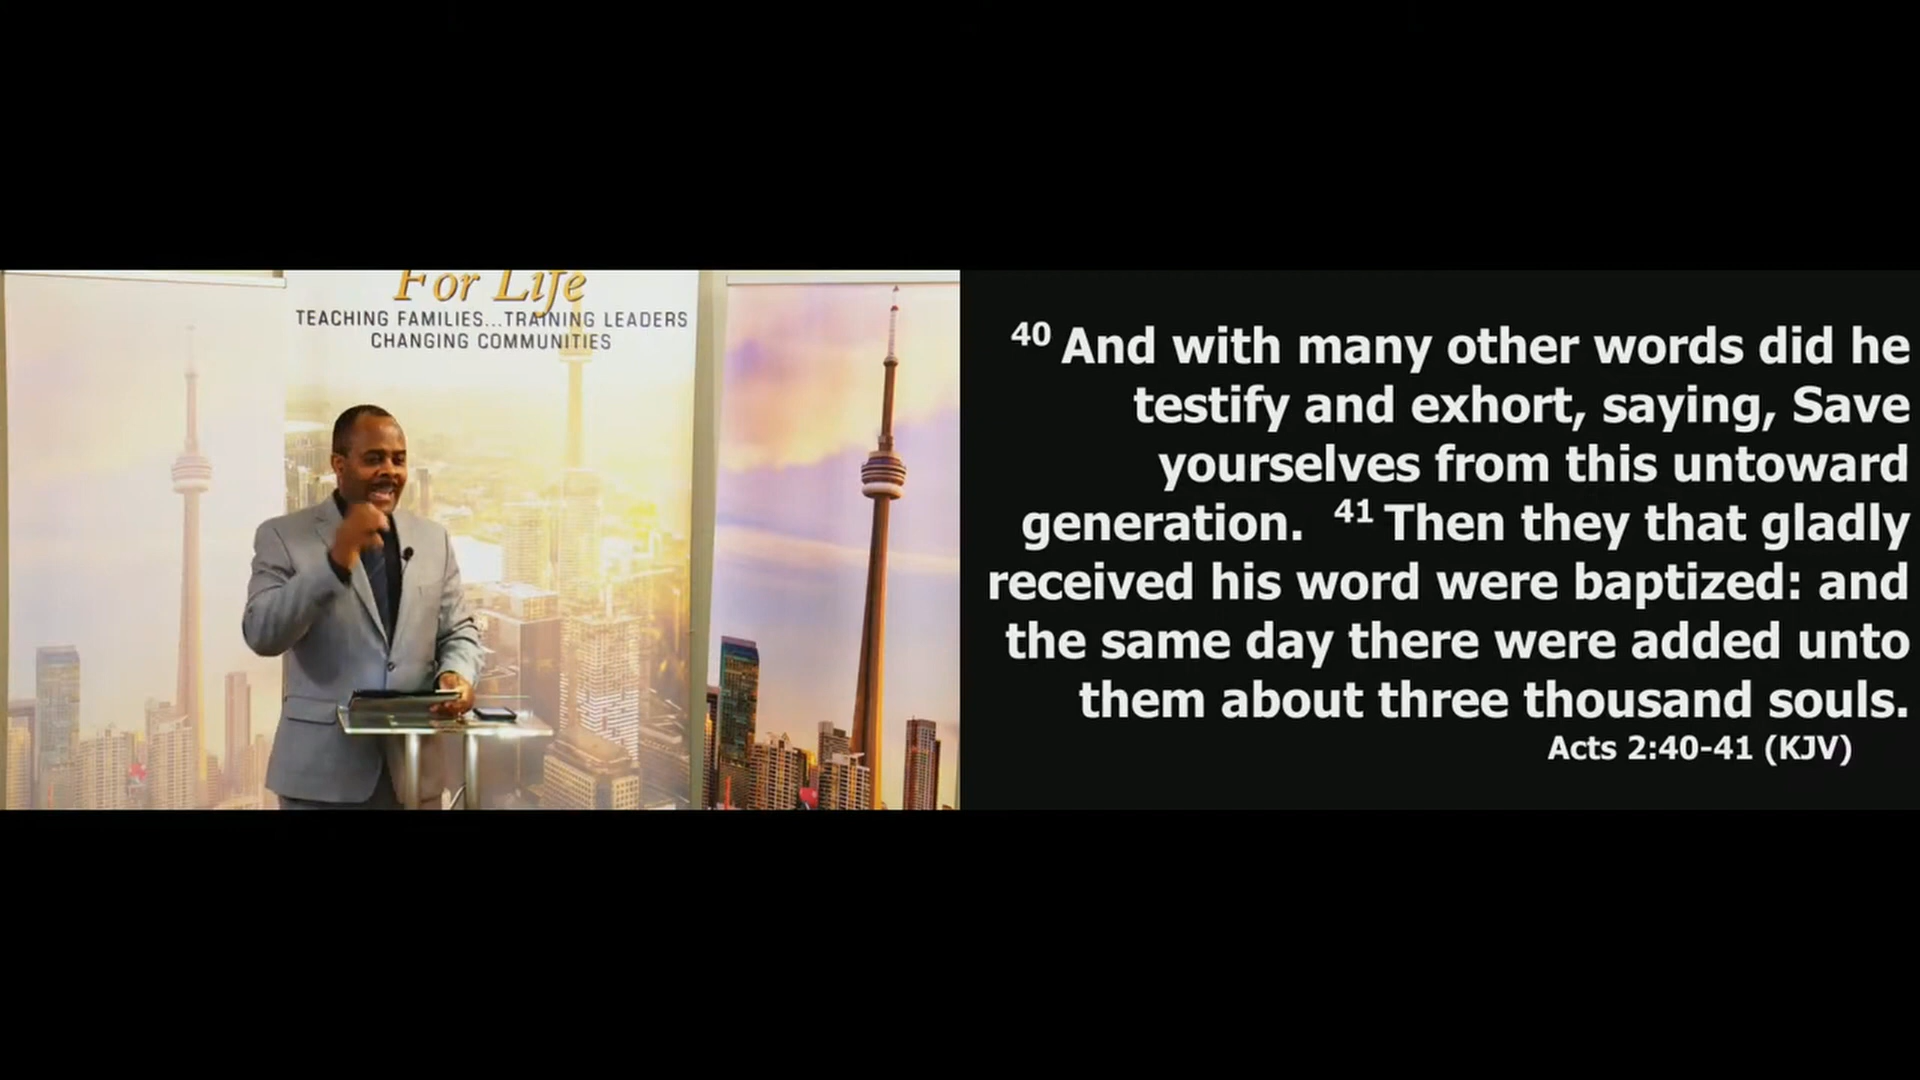 For Life
TEACHING FAMILIES...TRAINING LEADERS
CHANGING COMMUNITIES
40 And with many other words did he
testify and exhort, saying, Save
yourselves from this untoward
generation. 41 Then they that gladly
received his word were baptized: and
the same day there were added unto
them about three thousand souls.
Acts 2:40-41 (KJV)